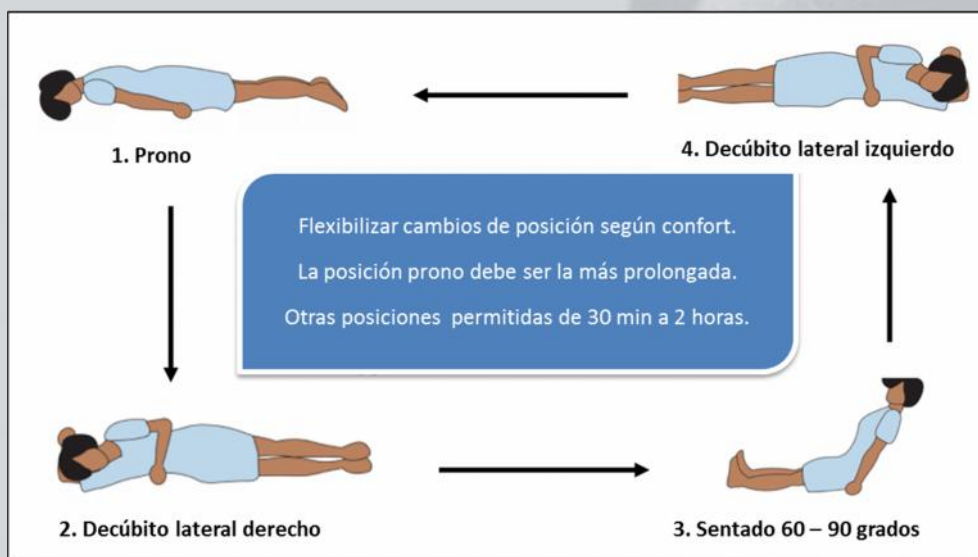 1. Prono
4. Decúbito lateral izquierdo
Flexibilizar cambios de posición según confort.
La posición prono debe ser la más prolongada.
Otras posiciones permitidas de 30 min a 2 horas.
2. Decúbito lateral derecho
3. Sentado 60 – 90 grados